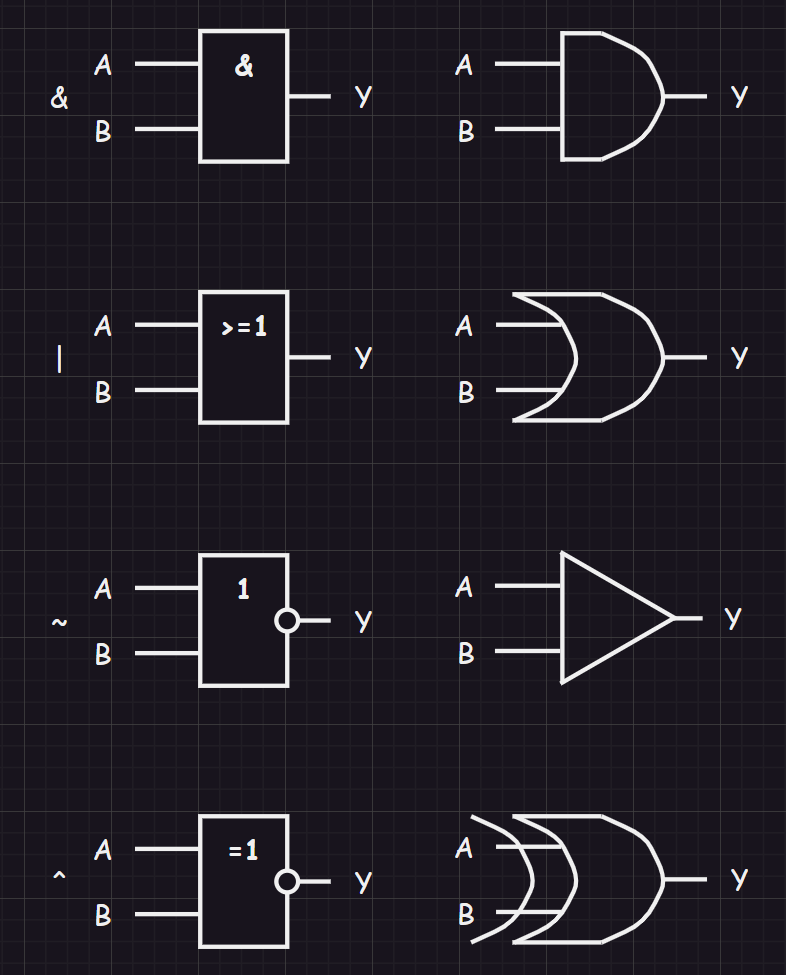 A & A
& Y Y
B B
A >=1 A
| Y Y
B B
A 1 A
~ Y Y
B B
A =1 A
^ Y Y
B B